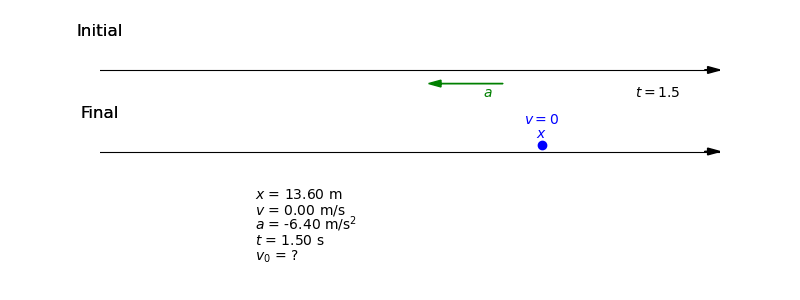 Initial
a
t = 1.5
Final
v = 0
x
x = 13.60 m
v = 0.00 m/s
a = -6.40 m/s²
t = 1.50 s
v₀ = ?